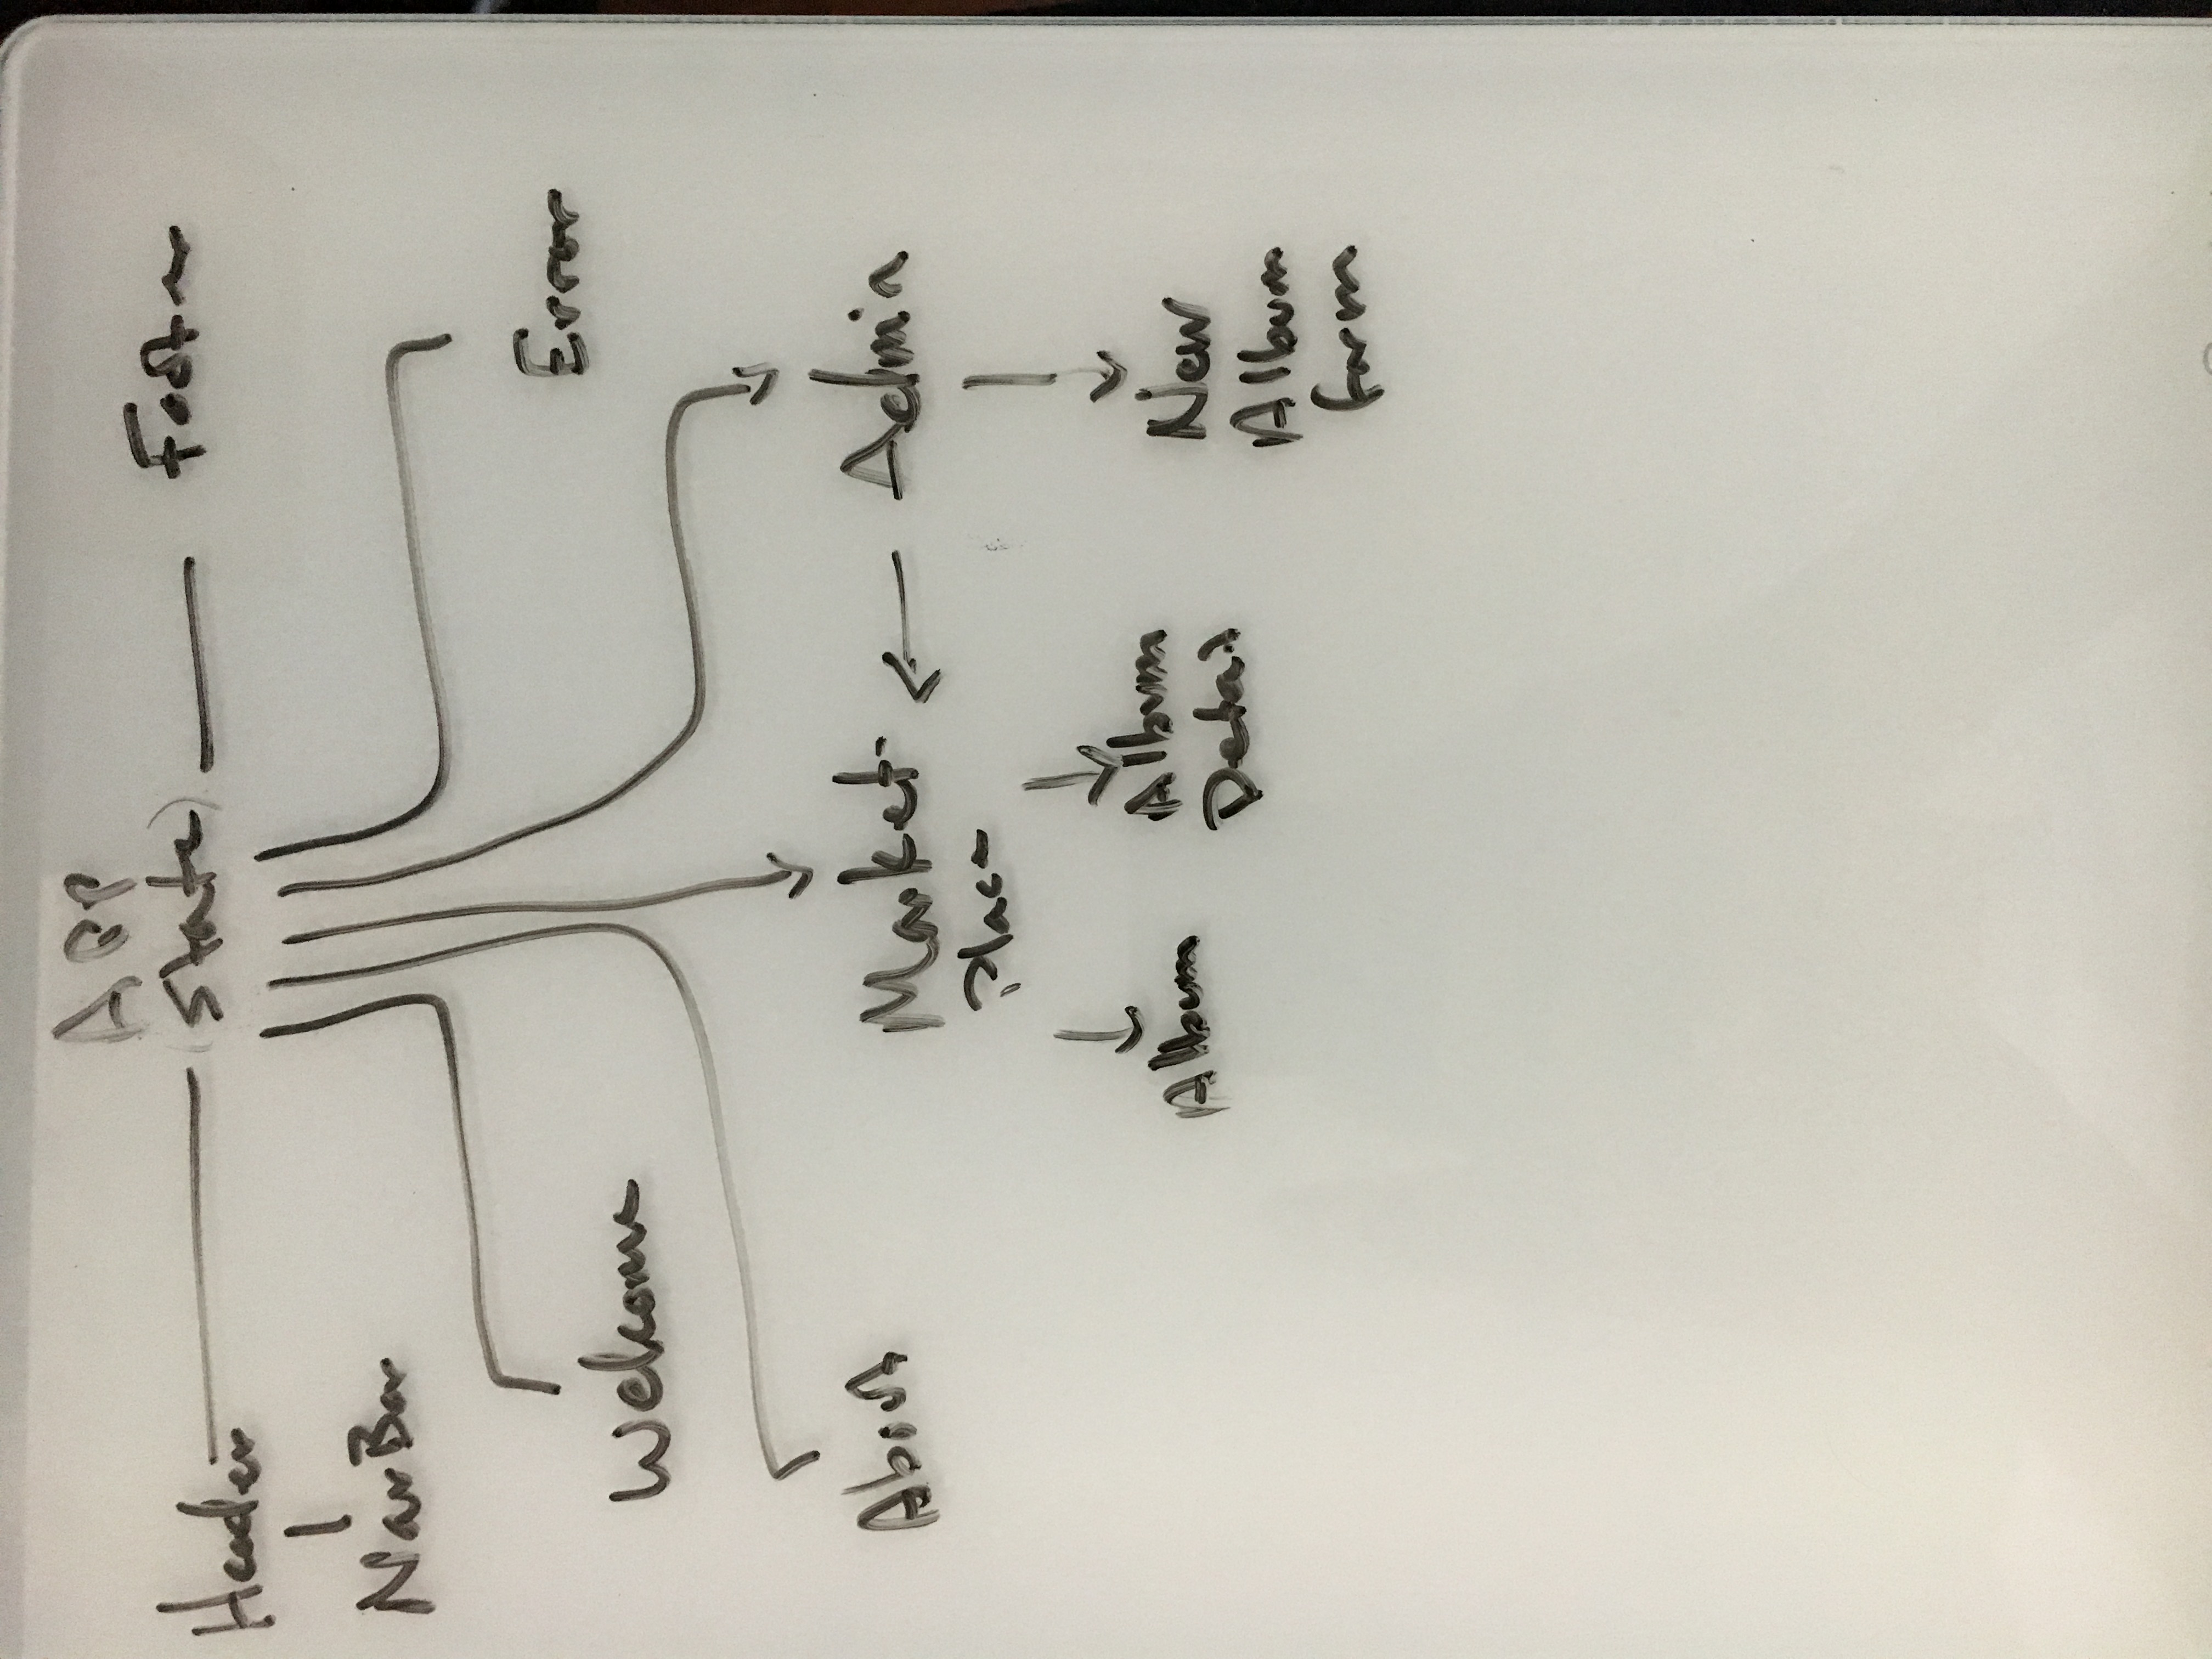 App
(State)
Header
Footer
NavBar
Error
Welcome
About
Market-
Place
Admin
Album
Album
Detail
New
Album
form